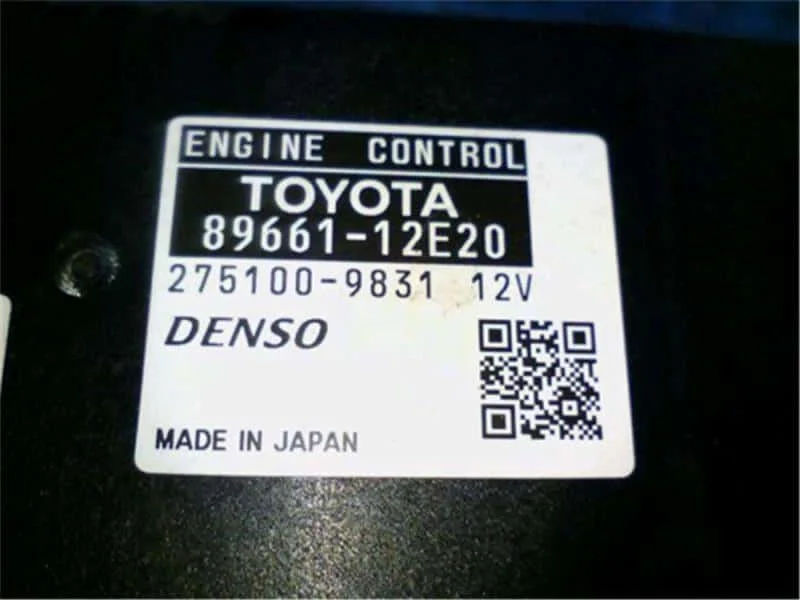 ENGINE CONTROL
TOYOTA
89661-12E20
275100-9831 12V
DENSO
MADE IN JAPAN